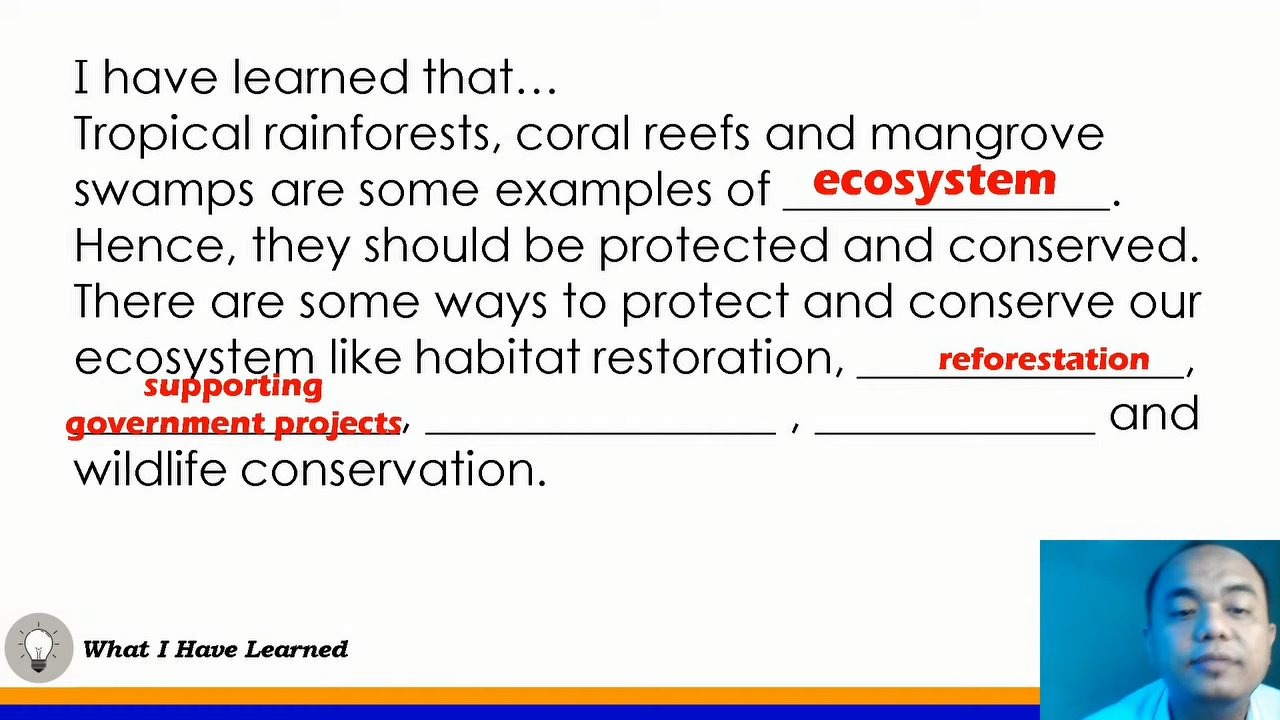 I have learned that…
Tropical rainforests, coral reefs and mangrove
swamps are some examples of ecosystem.
Hence, they should be protected and conserved.
There are some ways to protect and conserve our
ecosystem like habitat restoration, reforestation,
supporting
government projects, ______________ , ____________ and
wildlife conservation.
What I Have Learned